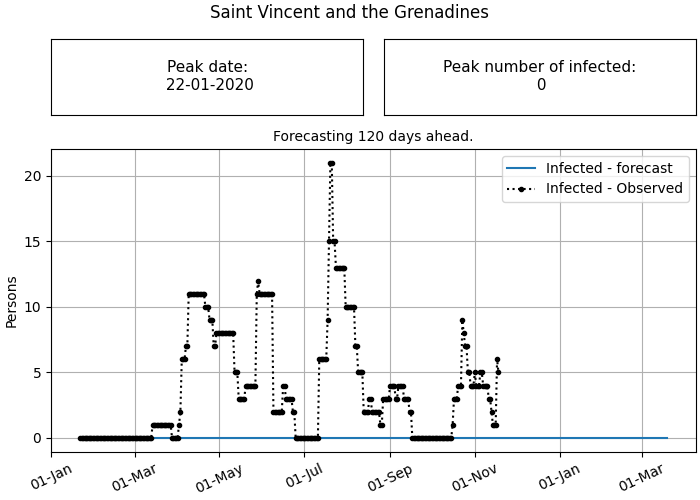 Saint Vincent and the Grenadines
Peak date:
22-01-2020
Peak number of infected:
0
Forecasting 120 days ahead.
Infected - forecast
Infected - Observed
Persons
20
15
10
5
0
01-Jan
01-Mar
01-May
01-Jul
01-Sep
01-Nov
01-Jan
01-Mar